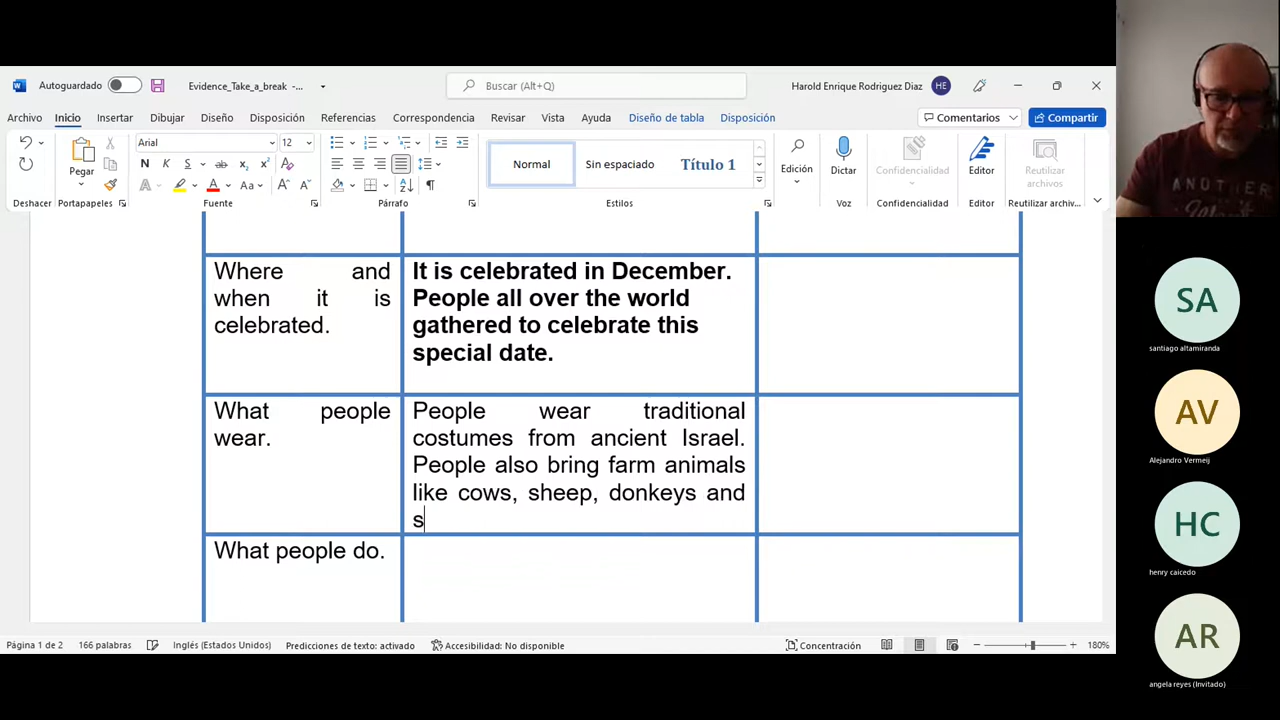 Autoguardado
Evidence_Take_a_break -...
Buscar (Alt+Q)
Harold Enrique Rodriguez Diaz
HE
Archivo Inicio Insertar Dibujar Diseño Disposición Referencias Correspondencia Revisar Vista Ayuda Diseño de tabla Disposición
Comentarios
Compartir
Pegar
Arial
12
N K S ab x₂ x²
A A Aa A A
Normal
Sin espaciado
Título 1
Edición
Dictar
Confidencialidad
Editor
Reutilizar
archivos
Deshacer
Portapapeles
Fuente
Párrafo
Estilos
Voz
Confidencialidad
Editor
Reutilizar archiv...
Where and
when it is
celebrated.
It is celebrated in December.
People all over the world
gathered to celebrate this
special date.
What people
wear.
People wear traditional
costumes from ancient Israel.
People also bring farm animals
like cows, sheep, donkeys and
s
What people do.
Página 1 de 2
166 palabras
Inglés (Estados Unidos)
Predicciones de texto: activado
Accesibilidad: No disponible
Concentración
180%
ANOTHER
SA
santiago altamiranda
AV
Alejandro Vermeij
HC
henry caicedo
AR
angela reyes (Invitado)